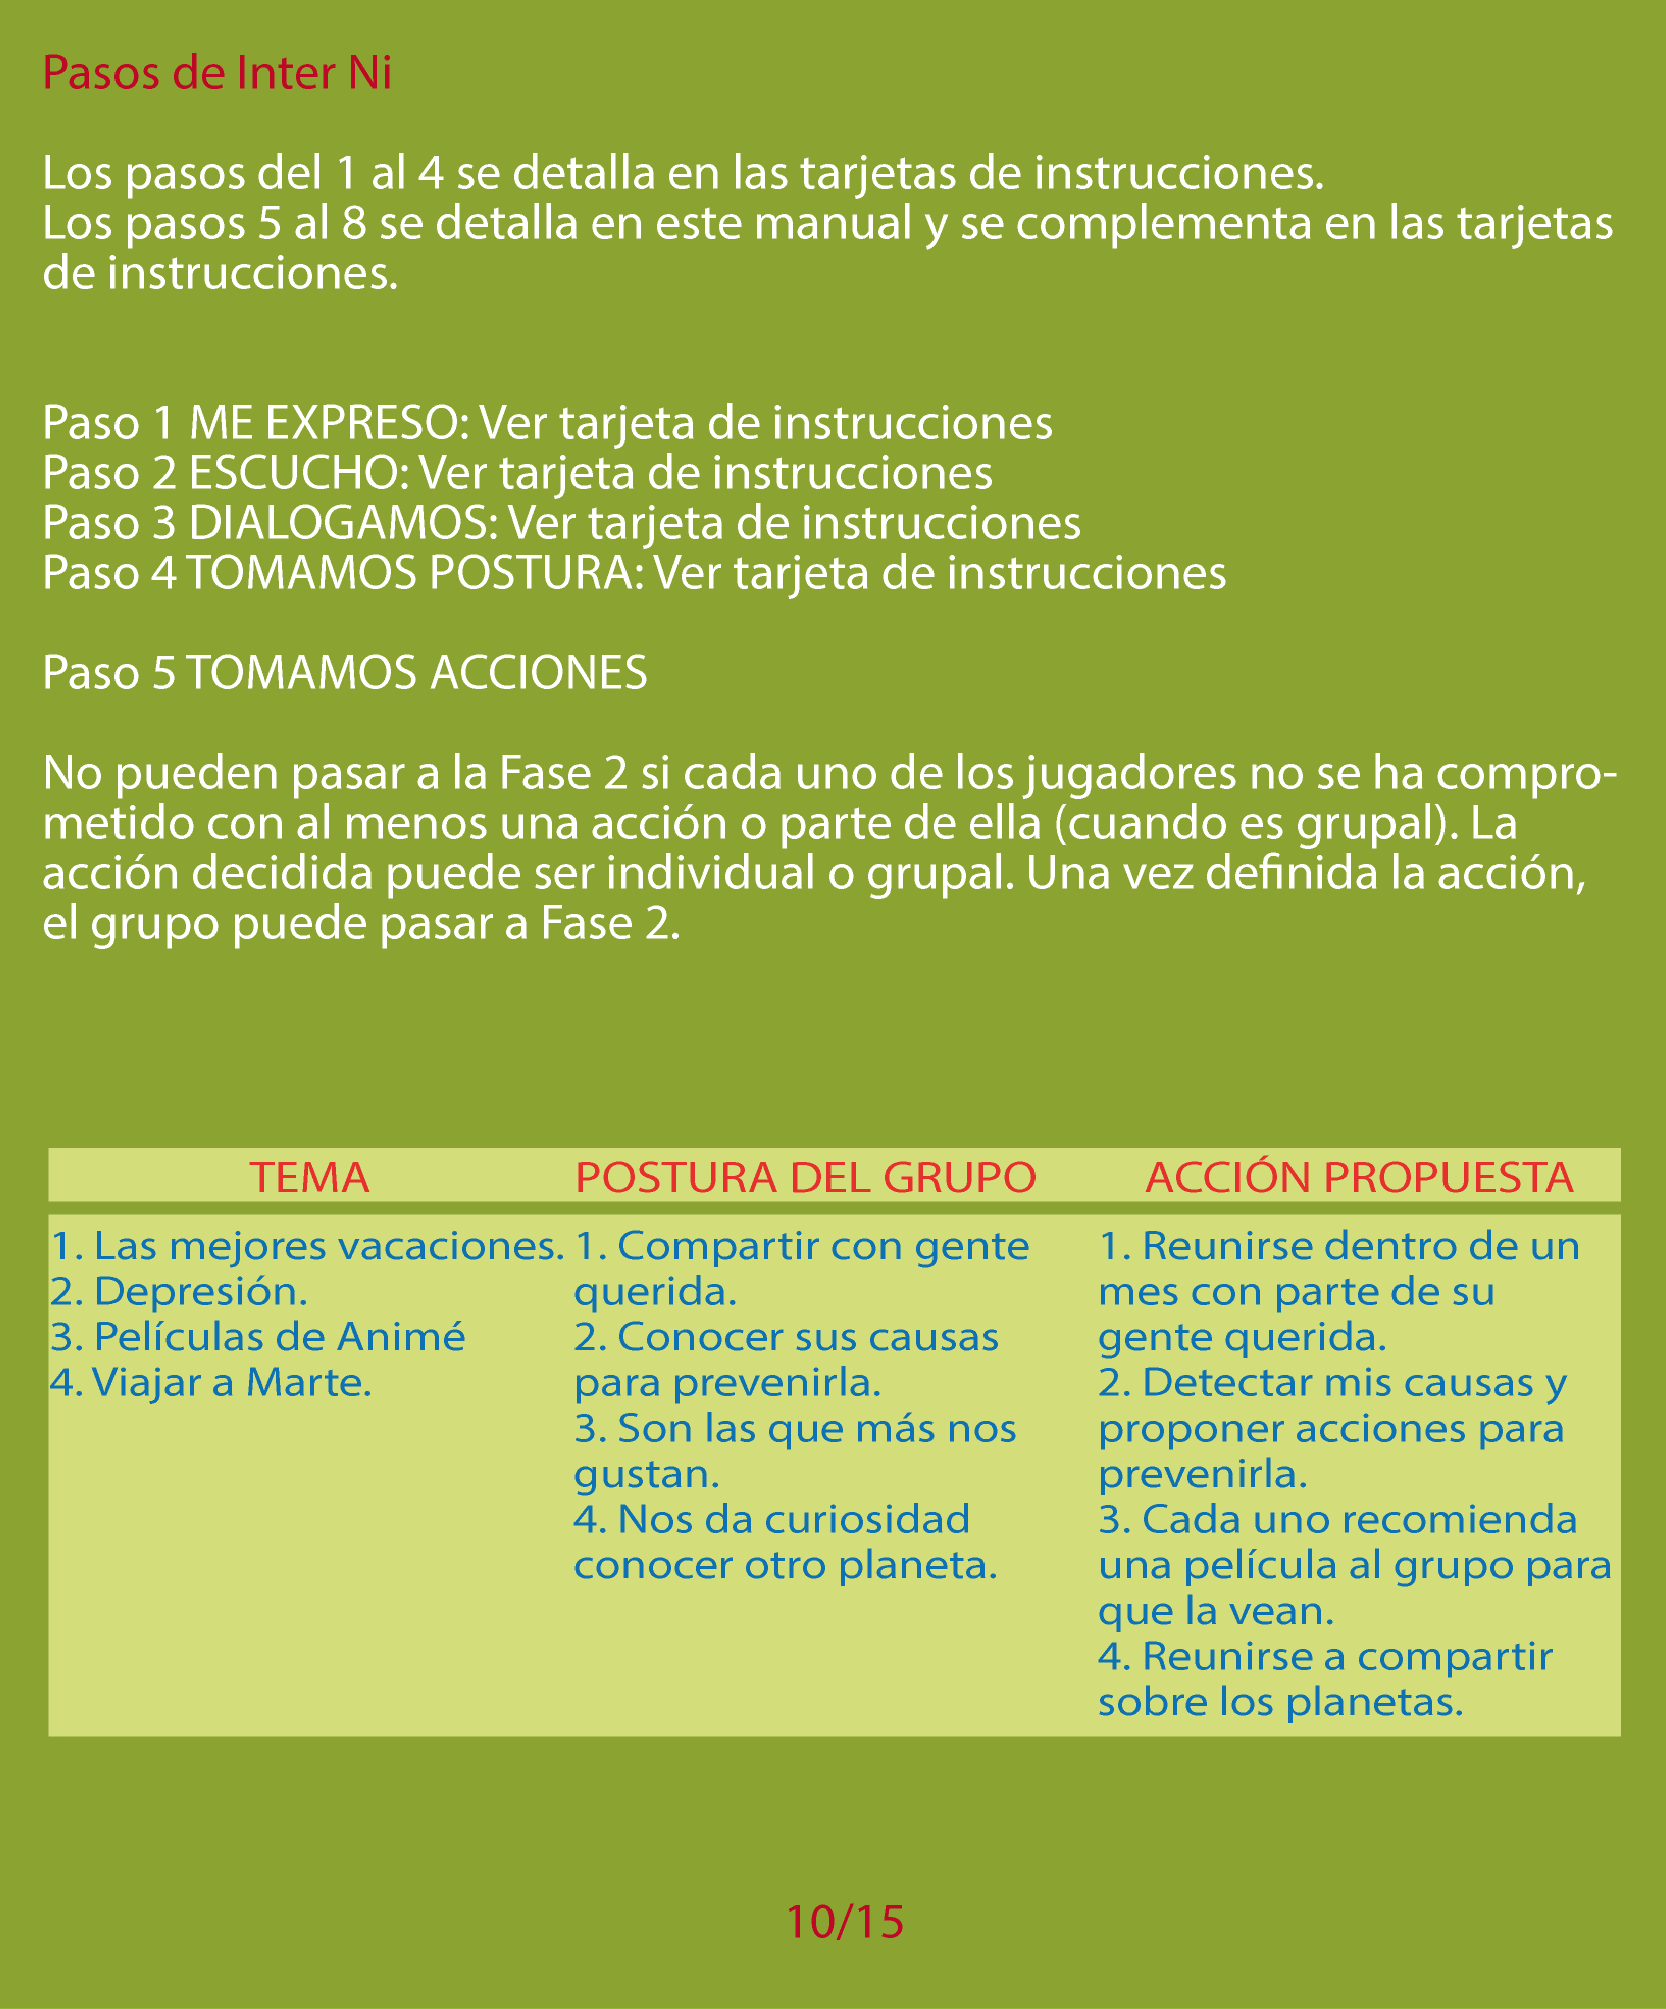 Pasos de Inter Ni
Los pasos del 1 al 4 se detalla en las tarjetas de instrucciones.
Los pasos 5 al 8 se detalla en este manual y se complementa en las tarjetas
de instrucciones.
Paso 1 ME EXPRESO: Ver tarjeta de instrucciones
Paso 2 ESCUCHO: Ver tarjeta de instrucciones
Paso 3 DIALOGAMOS: Ver tarjeta de instrucciones
Paso 4 TOMAMOS POSTURA: Ver tarjeta de instrucciones
Paso 5 TOMAMOS ACCIONES
No pueden pasar a la Fase 2 si cada uno de los jugadores no se ha compro-
metido con al menos una acción o parte de ella (cuando es grupal). La
acción decidida puede ser individual o grupal. Una vez definida la acción,
el grupo puede pasar a Fase 2.
TEMA
1. Las mejores vacaciones.
2. Depresión.
3. Películas de Animé
4. Viajar a Marte.
POSTURA DEL GRUPO
1. Compartir con gente
querida.
2. Conocer sus causas
para prevenirla.
3. Son las que más nos
gustan.
4. Nos da curiosidad
conocer otro planeta.
ACCIÓN PROPUESTA
1. Reunirse dentro de un
mes con parte de su
gente querida.
2. Detectar mis causas y
proponer acciones para
prevenirla.
3. Cada uno recomienda
una película al grupo para
que la vean.
4. Reunirse a compartir
sobre los planetas.
10/15